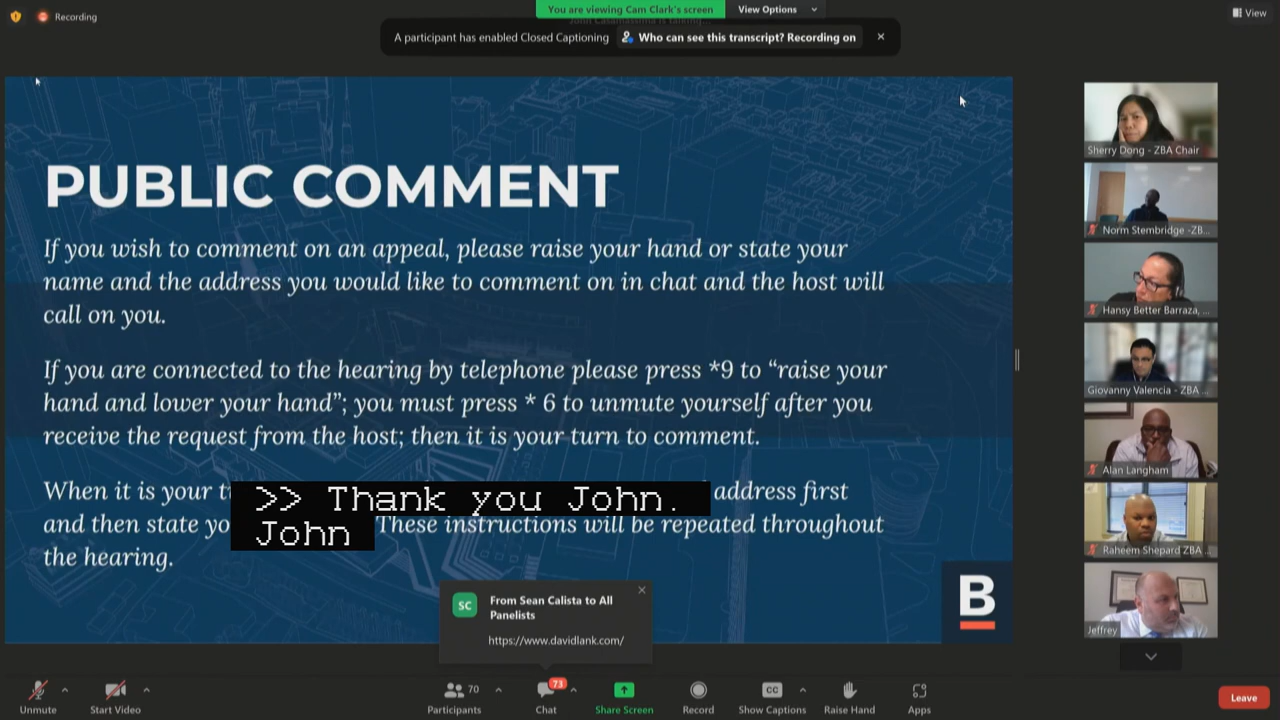 Recording
You are viewing Cam Clark's screen
View Options
View
A participant has enabled Closed Captioning
Who can see this transcript? Recording on
PUBLIC COMMENT
If you wish to comment on an appeal, please raise your hand or state your
name and the address you would like to comment on in chat and the host will
call on you.
If you are connected to the hearing by telephone please press *9 to “raise your
hand and lower your hand”; you must press * 6 to unmute yourself after you
receive the request from the host; then it is your turn to comment.
When it is your address first
and then state yo These instructions will be repeated throughout
the hearing.
>> Thank you John.
John
B
SC
From Sean Calista to All
Panelists
https://www.davidlank.com/
Sherry Dong - ZBA Chair
Norm Stembridge -ZB...
Hansy Better Barraza, ...
Giovanny Valencia - ZBA ...
Alan Langham
Raheem Shepard ZBA ...
Jeffrey
Unmute
Start Video
70
Participants
73
Chat
Share Screen
Record
CC
Show Captions
Raise Hand
Apps
Leave